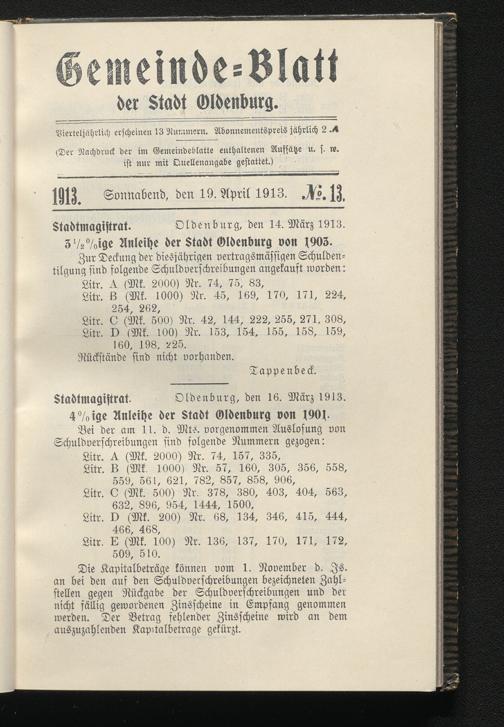 Gemeinde-Blatt
der Stadt Oldenburg.
Vierteljährlich erscheinen 13 Nummern. Abonnementspreis jährlich 2 ℳ
(Der Nachdruck der im Gemeindeblatte enthaltenen Aufsätze u. s. w.
ist nur mit Quellenangabe gestattet.)
1913. Sonnabend, den 19. April 1913. №. 13.
Stadtmagistrat. Oldenburg, den 14. März 1913.
3 1/2 %ige Anleihe der Stadt Oldenburg von 1903.
Zur Deckung der diesjährigen vertragsmässigen Schulden-
tilgung sind folgende Schuldverschreibungen angekauft worden:
Litr. A (Mk. 2000) Nr. 74, 75, 83,
Litr. B (Mk. 1000) Nr. 45, 169, 170, 171, 224,
254, 262,
Litr. C (Mk. 500) Nr. 42, 144, 222, 255, 271, 308,
Litr. D (Mk. 100) Nr. 153, 154, 155, 158, 159,
160, 198, 225.
Rückstände sind nicht vorhanden.
Tappenbeck.
Stadtmagistrat. Oldenburg, den 16. März 1913.
4 %ige Anleihe der Stadt Oldenburg von 1901.
Bei der am 11. d. Mts. vorgenommen Auslosung von
Schuldverschreibungen sind folgende Nummern gezogen:
Litr. A (Mk. 2000) Nr. 74, 157, 335,
Litr. B (Mk. 1000) Nr. 57, 160, 305, 356, 558,
559, 561, 621, 782, 857, 858, 906,
Litr. C (Mk. 500) Nr. 378, 380, 403, 404, 563,
632, 896, 954, 1444, 1500,
Litr. D (Mk. 200) Nr. 68, 134, 346, 415, 444,
466, 468,
Litr. E (Mk. 100) Nr. 136, 137, 170, 171, 172,
509, 510.
Die Kapitalbeträge können vom 1. November d. Js.
an bei den auf den Schuldverschreibungen bezeichneten Zahl-
stellen gegen Rückgabe der Schuldverschreibungen und der
nicht fällig gewordenen Zinsscheine in Empfang genommen
werden. Der Betrag fehlender Zinsscheine wird an dem
auszuzahlenden Kapitalbetrage gekürzt.